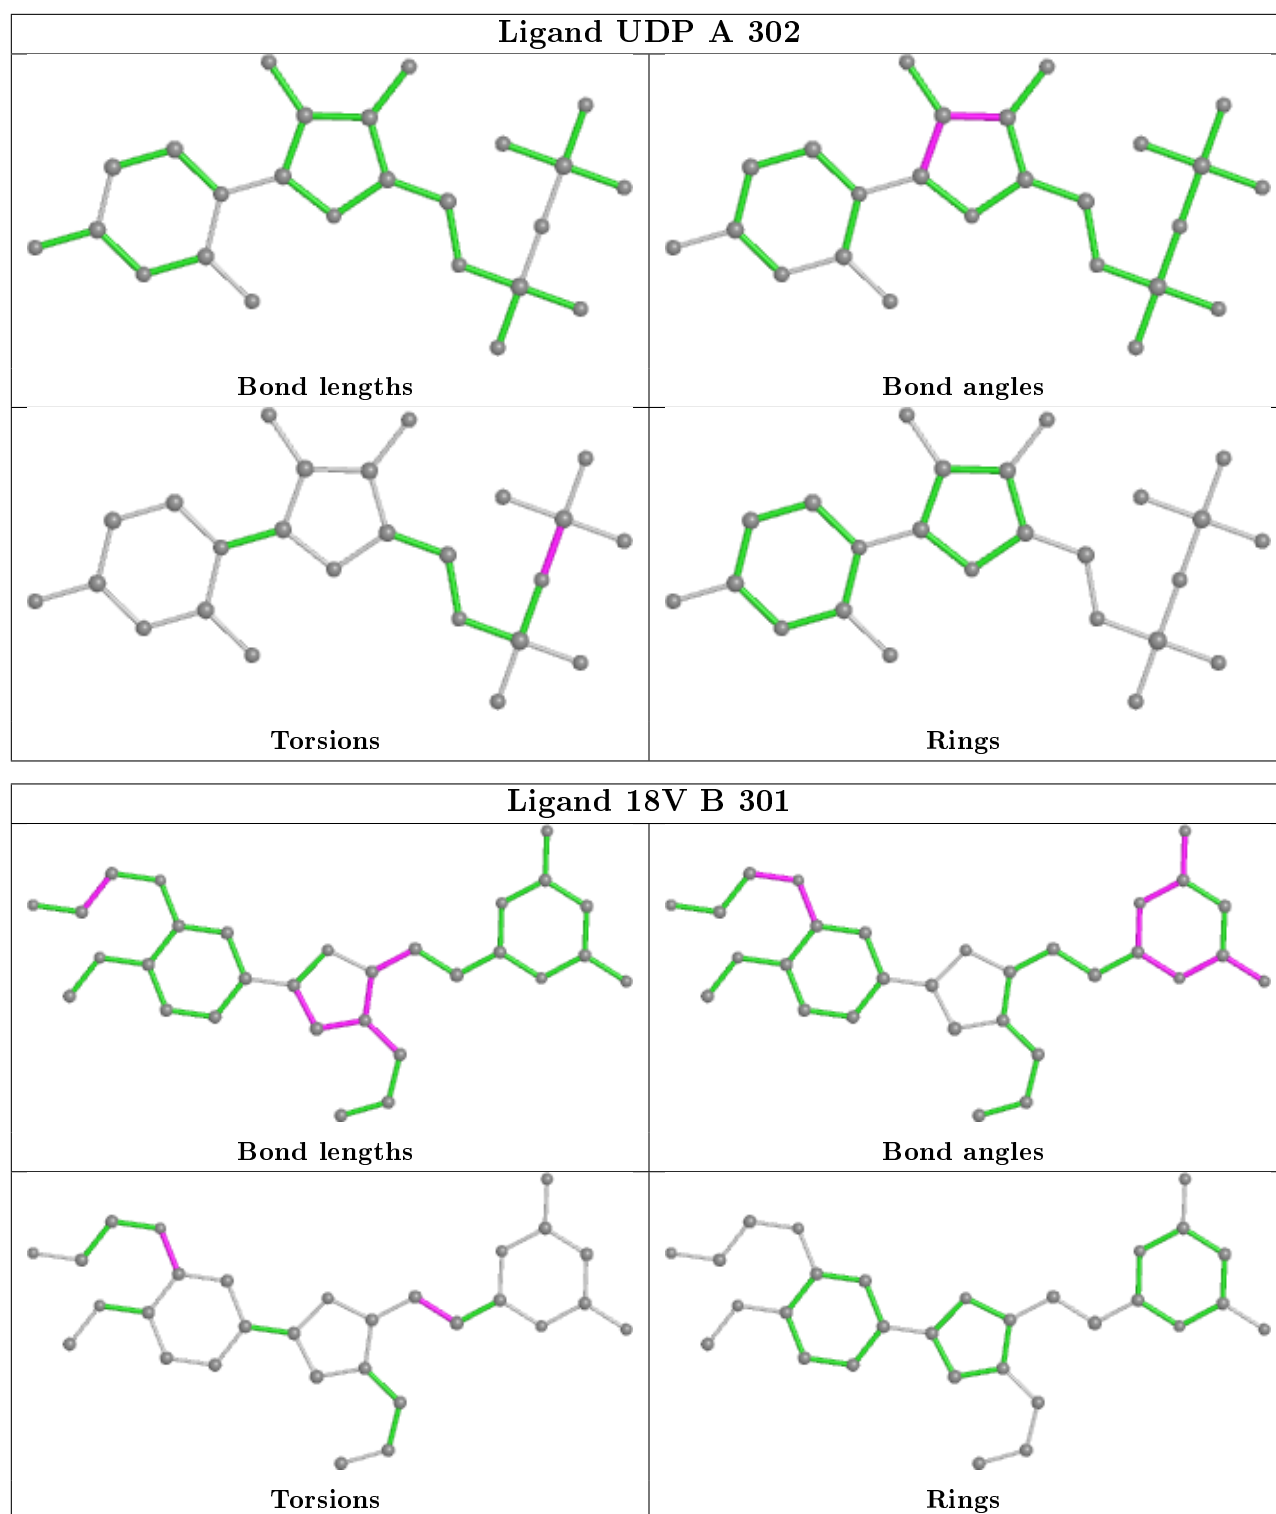 Ligand UDP A 302
Bond lengths
Bond angles
Torsions
Rings
Ligand 18V B 301
Bond lengths
Bond angles
Torsions
Rings